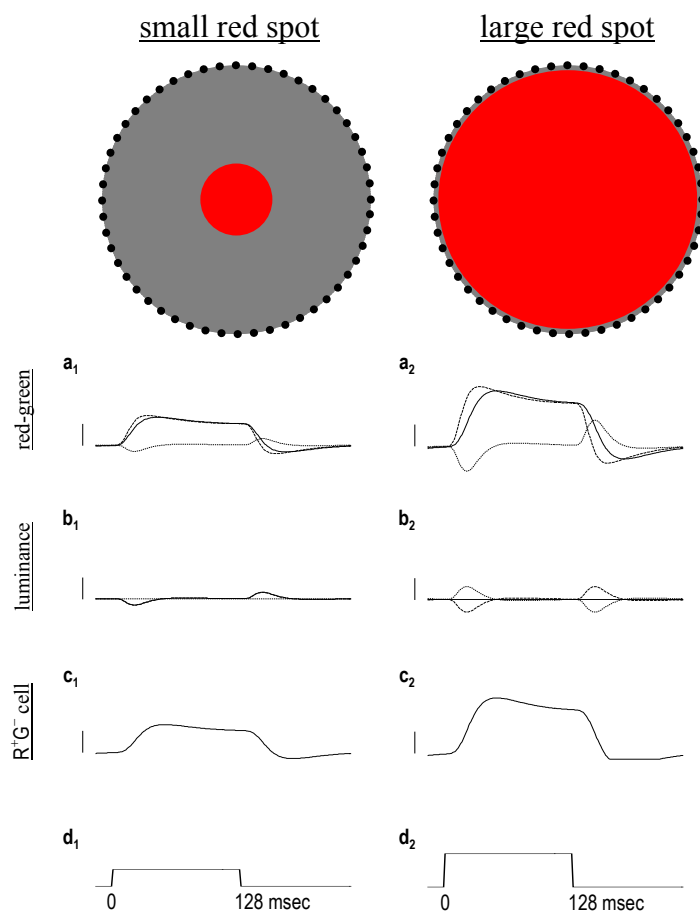 small red spot large red spot
a1 a2
red-green
b1 b2
luminance
c1 c2
R+G− cell
d1 d2
0 128 msec 0 128 msec